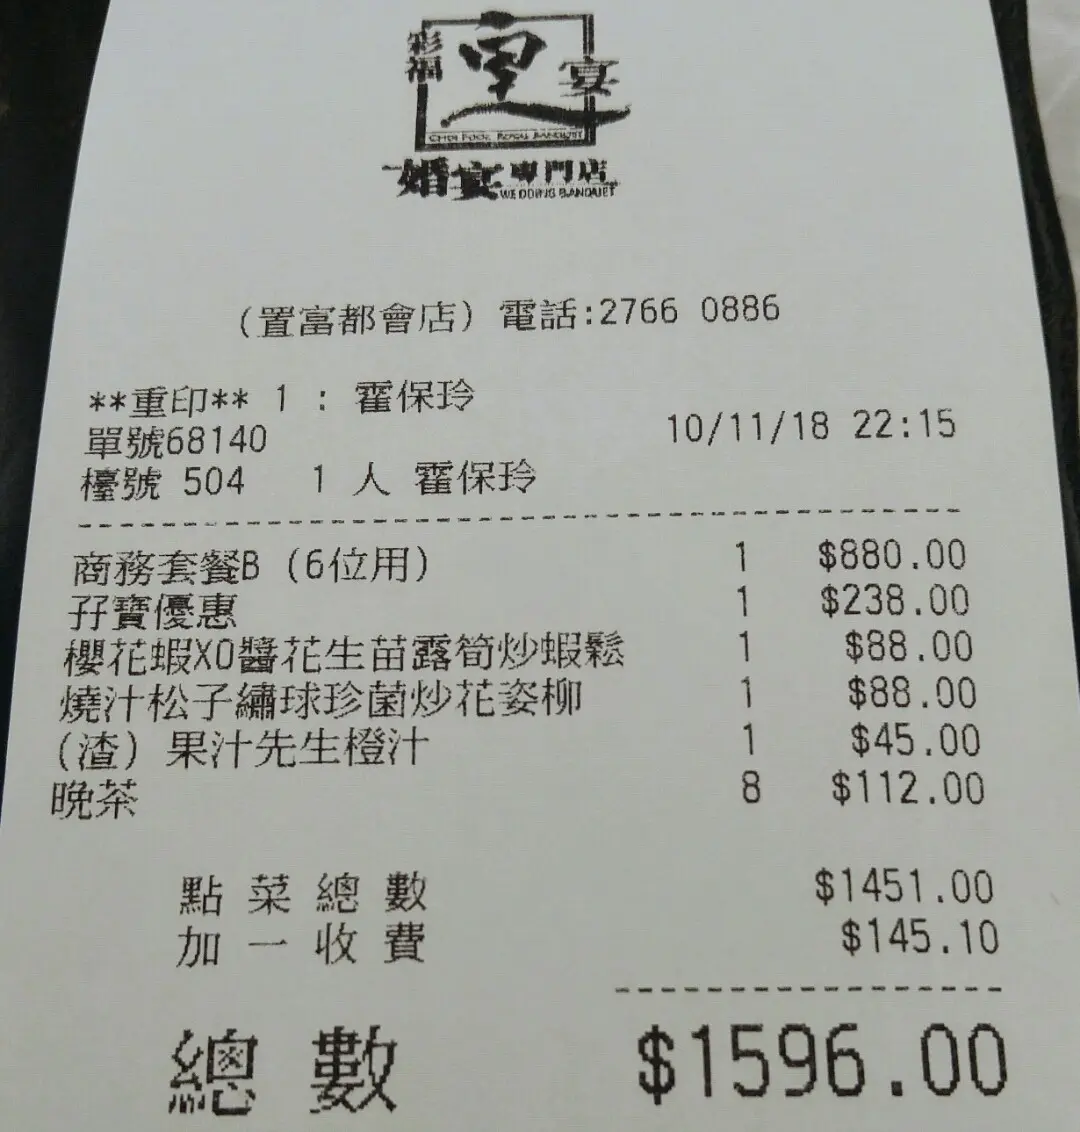 彩福
皇宴
CHOI FOOK ROYAL BANQUET
婚宴專門店
WEDDING BANQUET
(置富都會店) 電話:2766 0886
**重印** 1 : 霍保玲
單號68140 10/11/18 22:15
檯號 504 1 人 霍保玲
商務套餐B (6位用) 1 $880.00
孖寶優惠 1 $238.00
櫻花蝦XO醬花生苗露筍炒蝦鬆 1 $88.00
燒汁松子繡球珍菌炒花姿柳 1 $88.00
(渣) 果汁先生橙汁 1 $45.00
晚茶 8 $112.00
點菜總數 $1451.00
加一收費 $145.10
總數 $1596.00